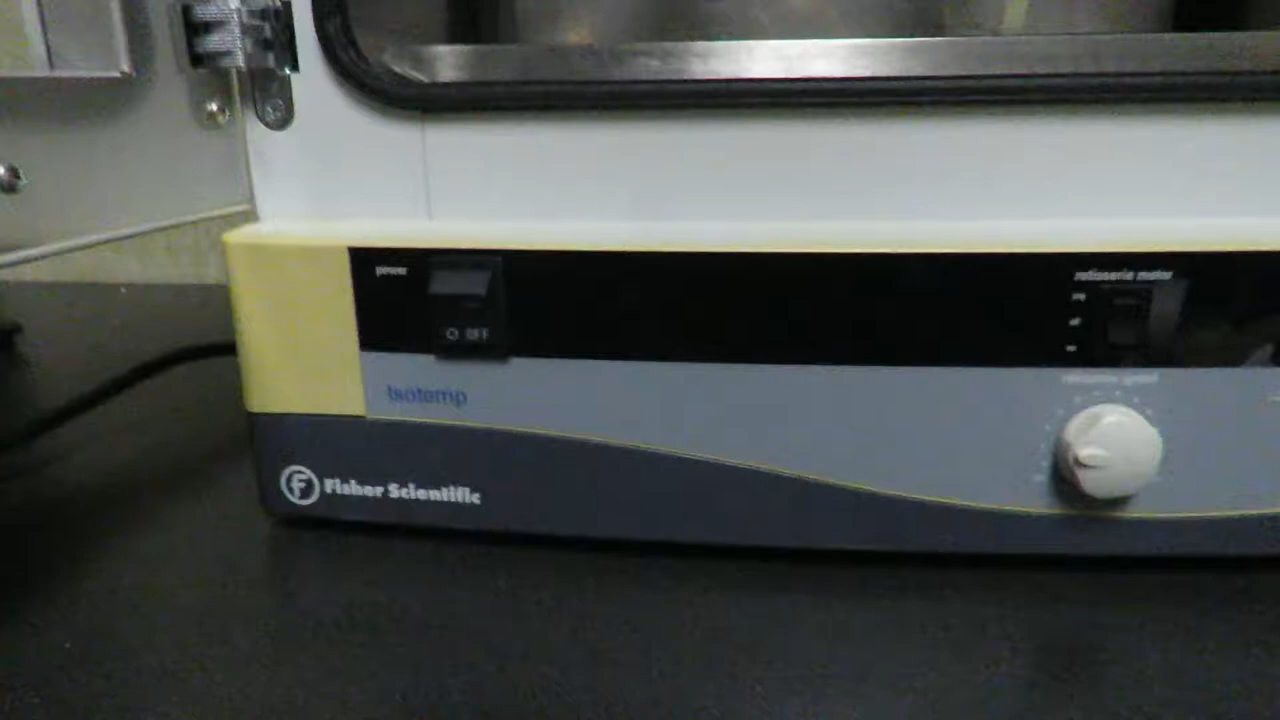 power
rotisserie motor
O OFF
Isotemp
Fisher Scientific